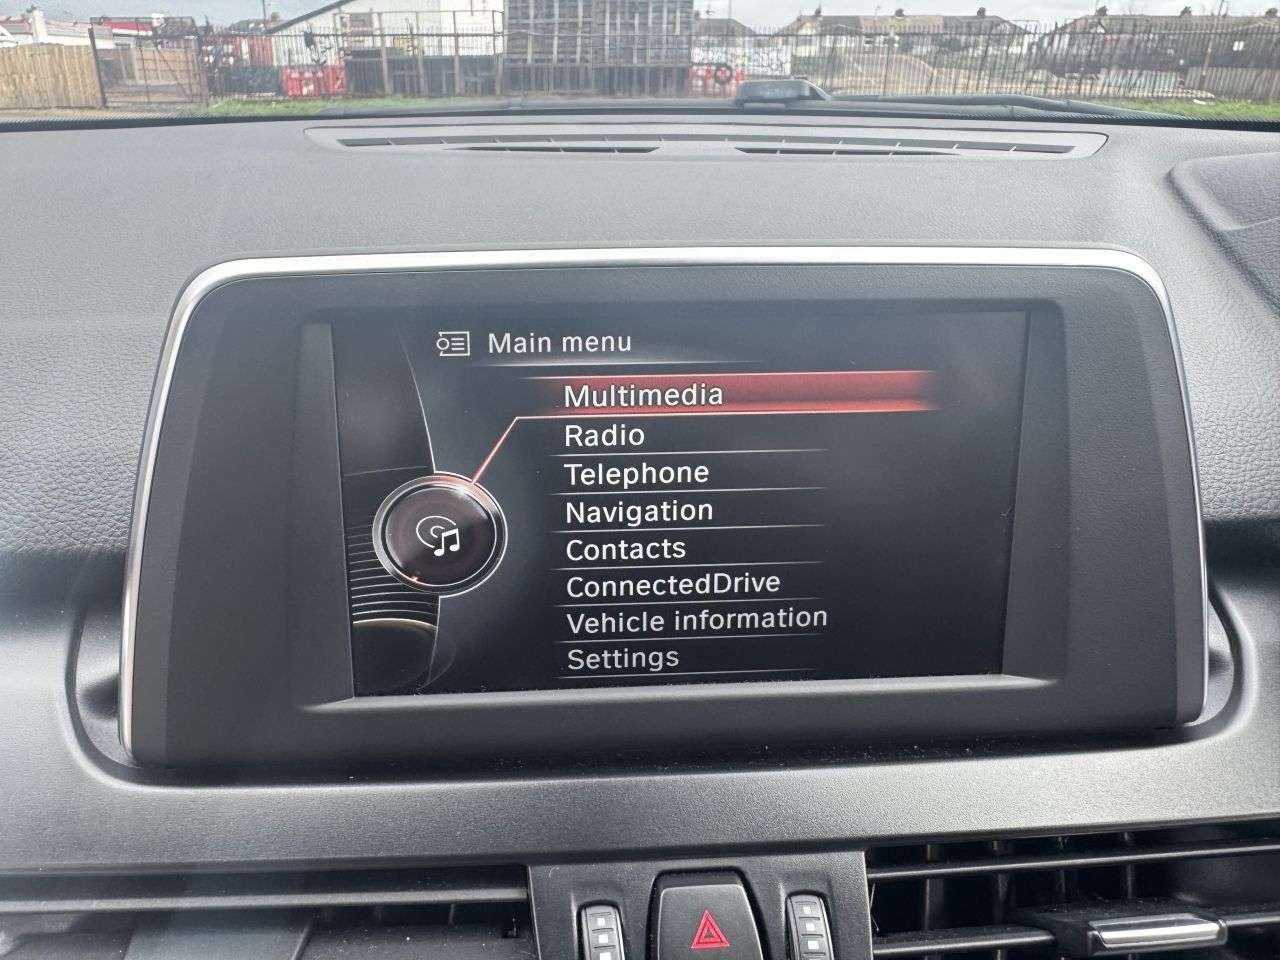 Main menu
Multimedia
Radio
Telephone
Navigation
Contacts
ConnectedDrive
Vehicle information
Settings